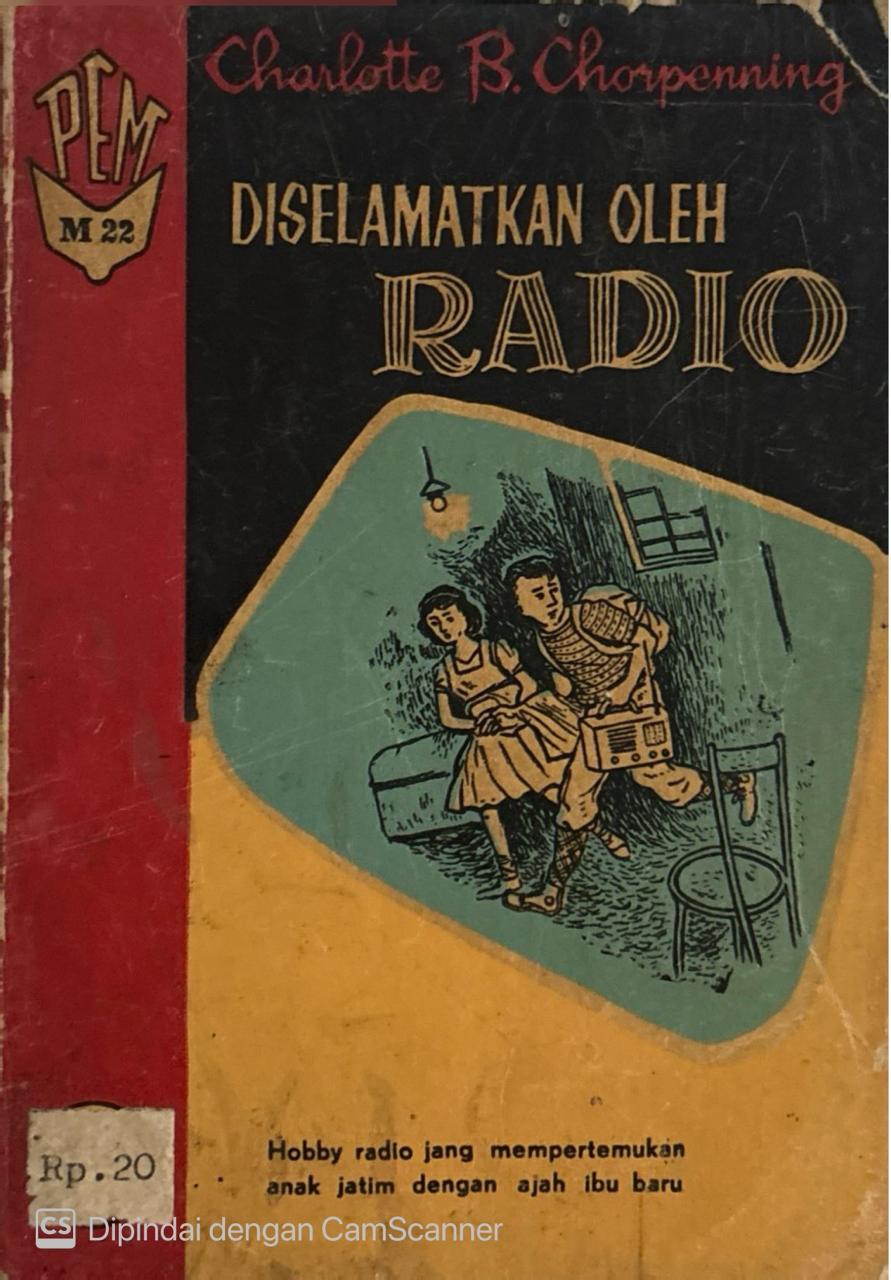 Charlotte B. Chorpenning
PEM
M 22
DISELAMATKAN OLEH
RADIO
Hobby radio jang mempertemukan
anak jatim dengan ajah ibu baru
Rp.20
CS Dipindai dengan CamScanner